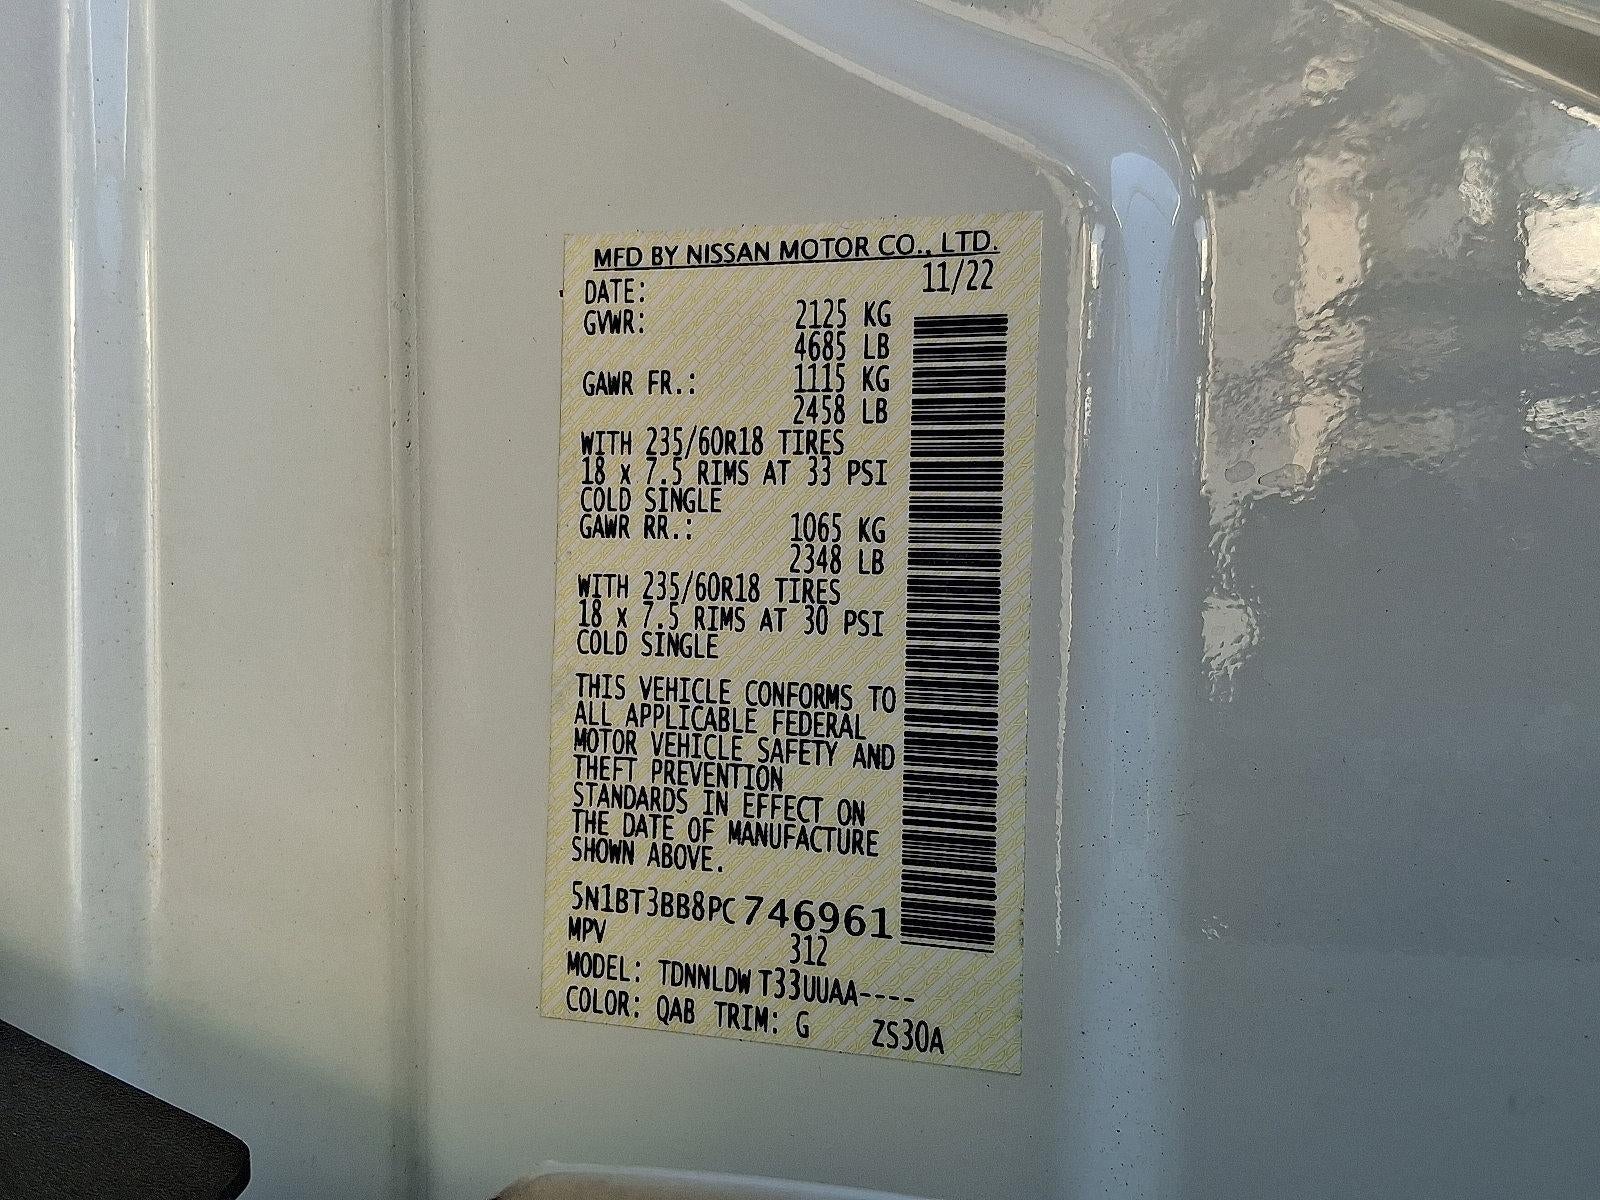 MFD BY NISSAN MOTOR CO., LTD.
DATE: 11/22
GVWR: 2125 KG
4685 LB
GAWR FR.: 1115 KG
2458 LB
WITH 235/60R18 TIRES
18 x 7.5 RIMS AT 33 PSI
COLD SINGLE
GAWR RR.: 1065 KG
2348 LB
WITH 235/60R18 TIRES
18 x 7.5 RIMS AT 30 PSI
COLD SINGLE
THIS VEHICLE CONFORMS TO
ALL APPLICABLE FEDERAL
MOTOR VEHICLE SAFETY AND
THEFT PREVENTION
STANDARDS IN EFFECT ON
THE DATE OF MANUFACTURE
SHOWN ABOVE.
5N1BT3BB8PC746961
MPV 312
MODEL: TDNNLDW T33UUAA----
COLOR: QAB TRIM: G ZS30A